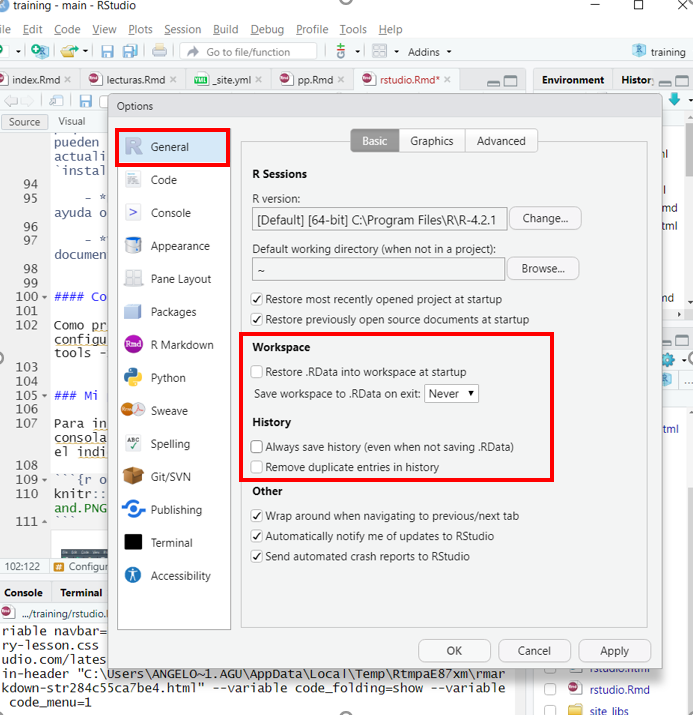 training - main - RStudio
Edit Code View Plots Session Build Debug Profile Tools Help
Go to file/function
Addins
training
index.Rmd
lecturas.Rmd
_site.yml
pp.Rmd
rstudio.Rmd*
Environment
Source
Visual
Options
pueden
actuali
`instal
94
95 - *
ayuda o
96
97 - *
documen
98
99
100 #### Co
101
102 Como pr
configu
tools -
103
104
105 ### Mi
106
107 Para in
consola
el indi
108
109 ```{r o
110 knitr::
and.PNG
111 ```
102:122
Configur
General
Code
Console
Appearance
Pane Layout
Packages
R Markdown
Python
Sweave
Spelling
Git/SVN
Publishing
Terminal
Accessibility
Basic
Graphics
Advanced
R Sessions
R version:
[Default] [64-bit] C:\Program Files\R\R-4.2.1
Change...
Default working directory (when not in a project):
~
Browse...
Restore most recently opened project at startup
Restore previously open source documents at startup
Workspace
Restore .RData into workspace at startup
Save workspace to .RData on exit: Never
History
Always save history (even when not saving .RData)
Remove duplicate entries in history
Other
Wrap around when navigating to previous/next tab
Automatically notify me of updates to RStudio
Send automated crash reports to RStudio
OK
Cancel
Apply
Console
Terminal
.../training/rstudio.
riable navbar=
ry-lesson.css
udio.com/lates
in-header "C:\Users\ANGELO~1.AGU\AppData\Local\Temp\RtmpaE87xm\rmar
kdown-str284c55ca7be4.html" --variable code_folding=show --variable
code_menu=1
rstudio.html
rstudio.Rmd
site_libs